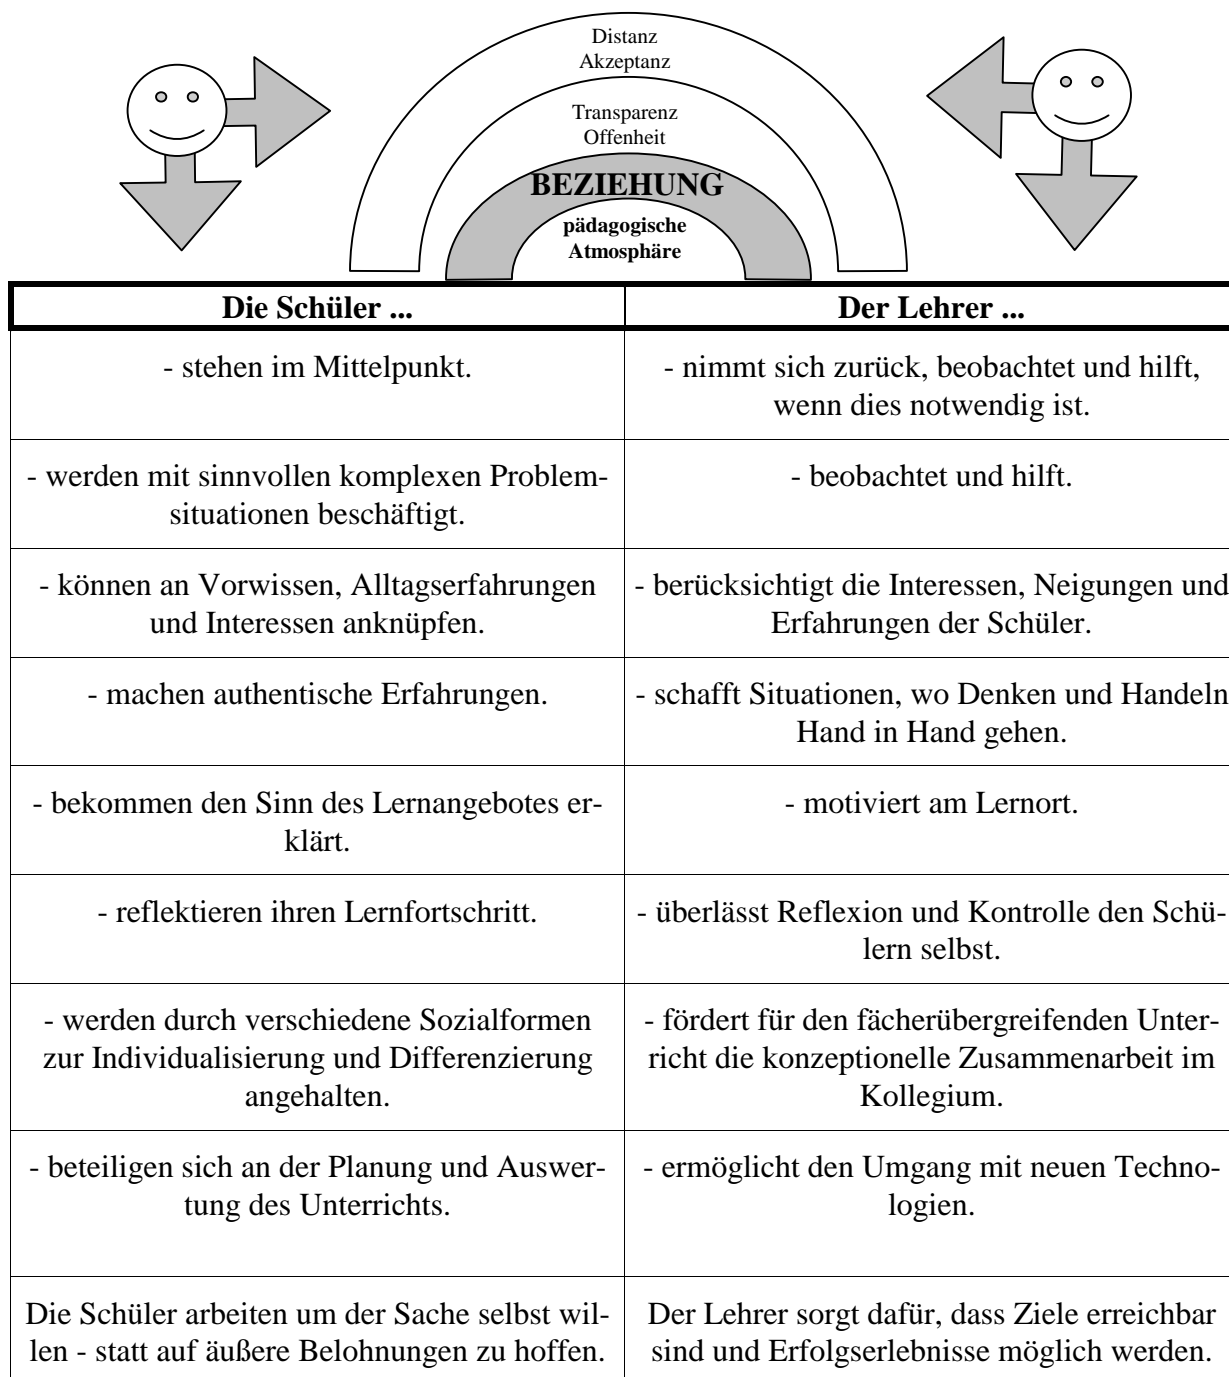 Distanz
Akzeptanz
Transparenz
Offenheit
BEZIEHUNG
pädagogische
Atmosphäre
Die Schüler ...
Der Lehrer ...
- stehen im Mittelpunkt.
- nimmt sich zurück, beobachtet und hilft,
wenn dies notwendig ist.
- werden mit sinnvollen komplexen Problem-
situationen beschäftigt.
- beobachtet und hilft.
- können an Vorwissen, Alltagserfahrungen
und Interessen anknüpfen.
- berücksichtigt die Interessen, Neigungen und
Erfahrungen der Schüler.
- machen authentische Erfahrungen.
- schafft Situationen, wo Denken und Handeln
Hand in Hand gehen.
- bekommen den Sinn des Lernangebotes er-
klärt.
- motiviert am Lernort.
- reflektieren ihren Lernfortschritt.
- überlässt Reflexion und Kontrolle den Schü-
lern selbst.
- werden durch verschiedene Sozialformen
zur Individualisierung und Differenzierung
angehalten.
- fördert für den fächerübergreifenden Unter-
richt die konzeptionelle Zusammenarbeit im
Kollegium.
- beteiligen sich an der Planung und Auswer-
tung des Unterrichts.
- ermöglicht den Umgang mit neuen Techno-
logien.
Die Schüler arbeiten um der Sache selbst wil-
len - statt auf äußere Belohnungen zu hoffen.
Der Lehrer sorgt dafür, dass Ziele erreichbar
sind und Erfolgserlebnisse möglich werden.